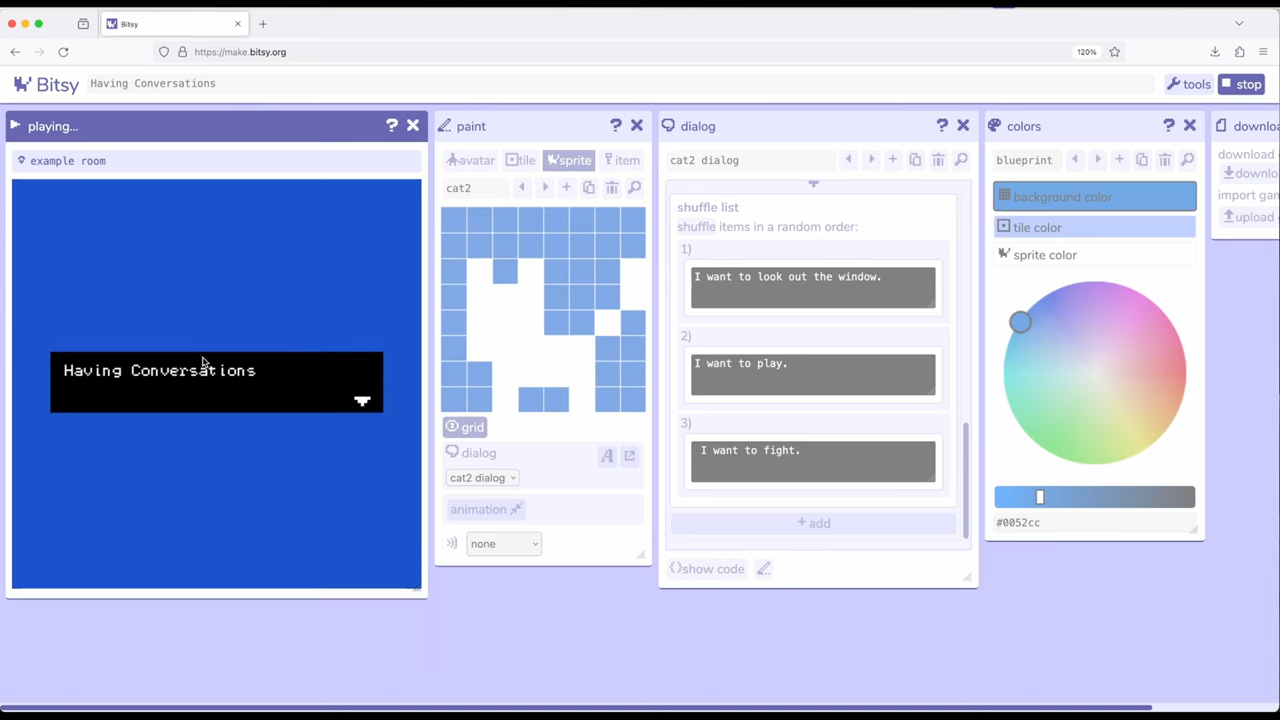 Bitsy
https://make.bitsy.org
120%
Bitsy
Having Conversations
tools
stop
playing...
?
example room
Having Conversations
paint
?
avatar
tile
sprite
item
cat2
grid
dialog
A
cat2 dialog
animation
none
dialog
?
cat2 dialog
shuffle list
shuffle items in a random order:
1)
I want to look out the window.
2)
I want to play.
3)
I want to fight.
+ add
{}show code
colors
?
blueprint
background color
tile color
sprite color
#0052cc
downloa
download
downlo
import gan
upload